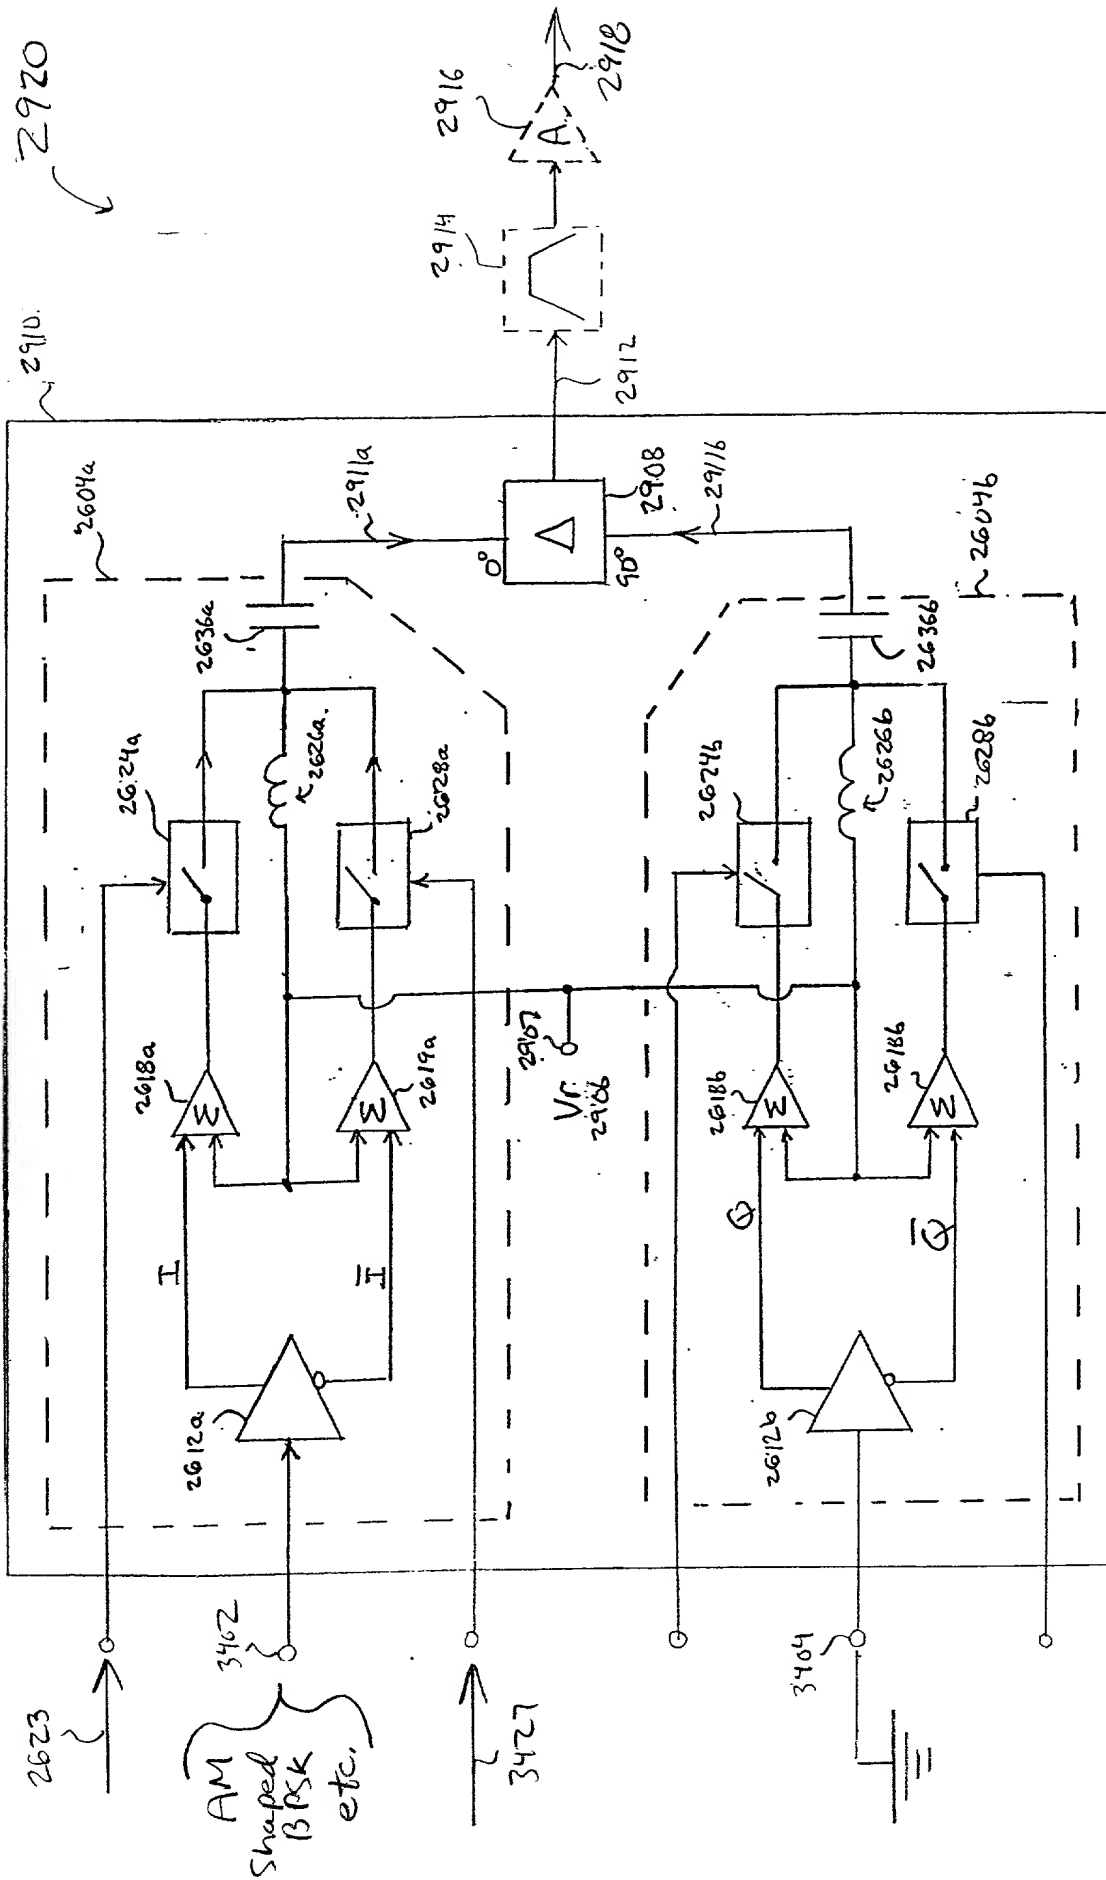 2920
2910.
2604a
2624a
2618a
2636a
2626a.
2628a
2619a
2612a
I
I̅
Σ
Σ
2623
3402
AM
Shaped
BPSK
etc.
3427
2911a
0°
Δ
2908
90°
2911b
2912
2914
2916
A
2918
2907
Vr
2906
2604b
2624b
2618b
2636b
2626b
2628b
2618b
2612b
Q
Q̅
Σ
Σ
3404